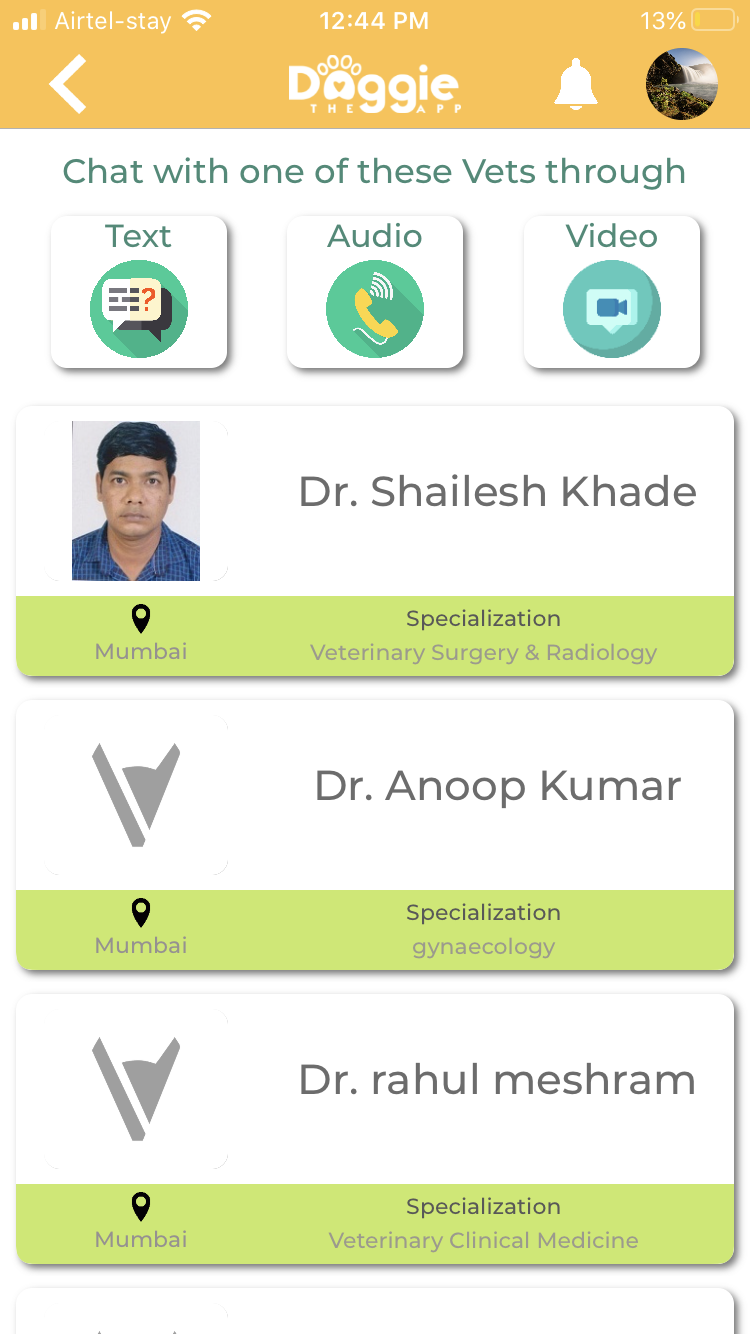 Airtel-stay 12:44 PM 13%
Doggie
THE APP
Chat with one of these Vets through
Text Audio Video
?
Dr. Shailesh Khade
Specialization
Mumbai Veterinary Surgery & Radiology
Dr. Anoop Kumar
Specialization
Mumbai gynaecology
Dr. rahul meshram
Specialization
Mumbai Veterinary Clinical Medicine